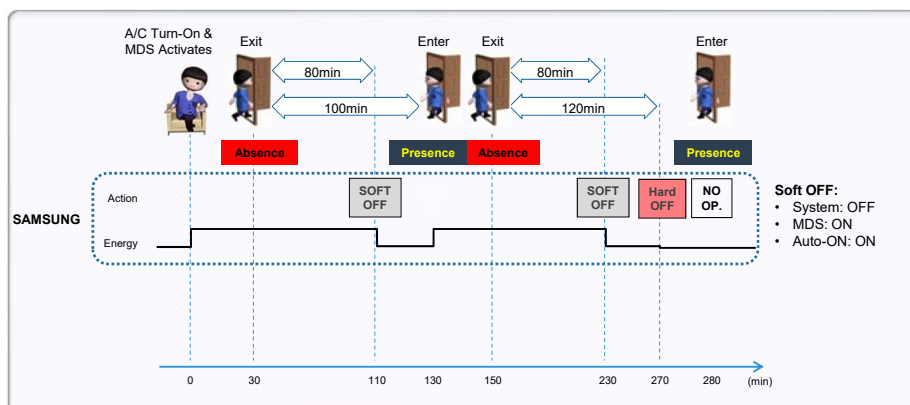 A/C Turn-On &
MDS Activates
Exit
Enter
Exit
Enter
80min
80min
100min
120min
Absence
Presence
Absence
Presence
SAMSUNG
Action
SOFT
OFF
SOFT
OFF
Hard
OFF
NO
OP.
Energy
Soft OFF:
• System: OFF
• MDS: ON
• Auto-ON: ON
0
30
110
130
150
230
270
280
(min)